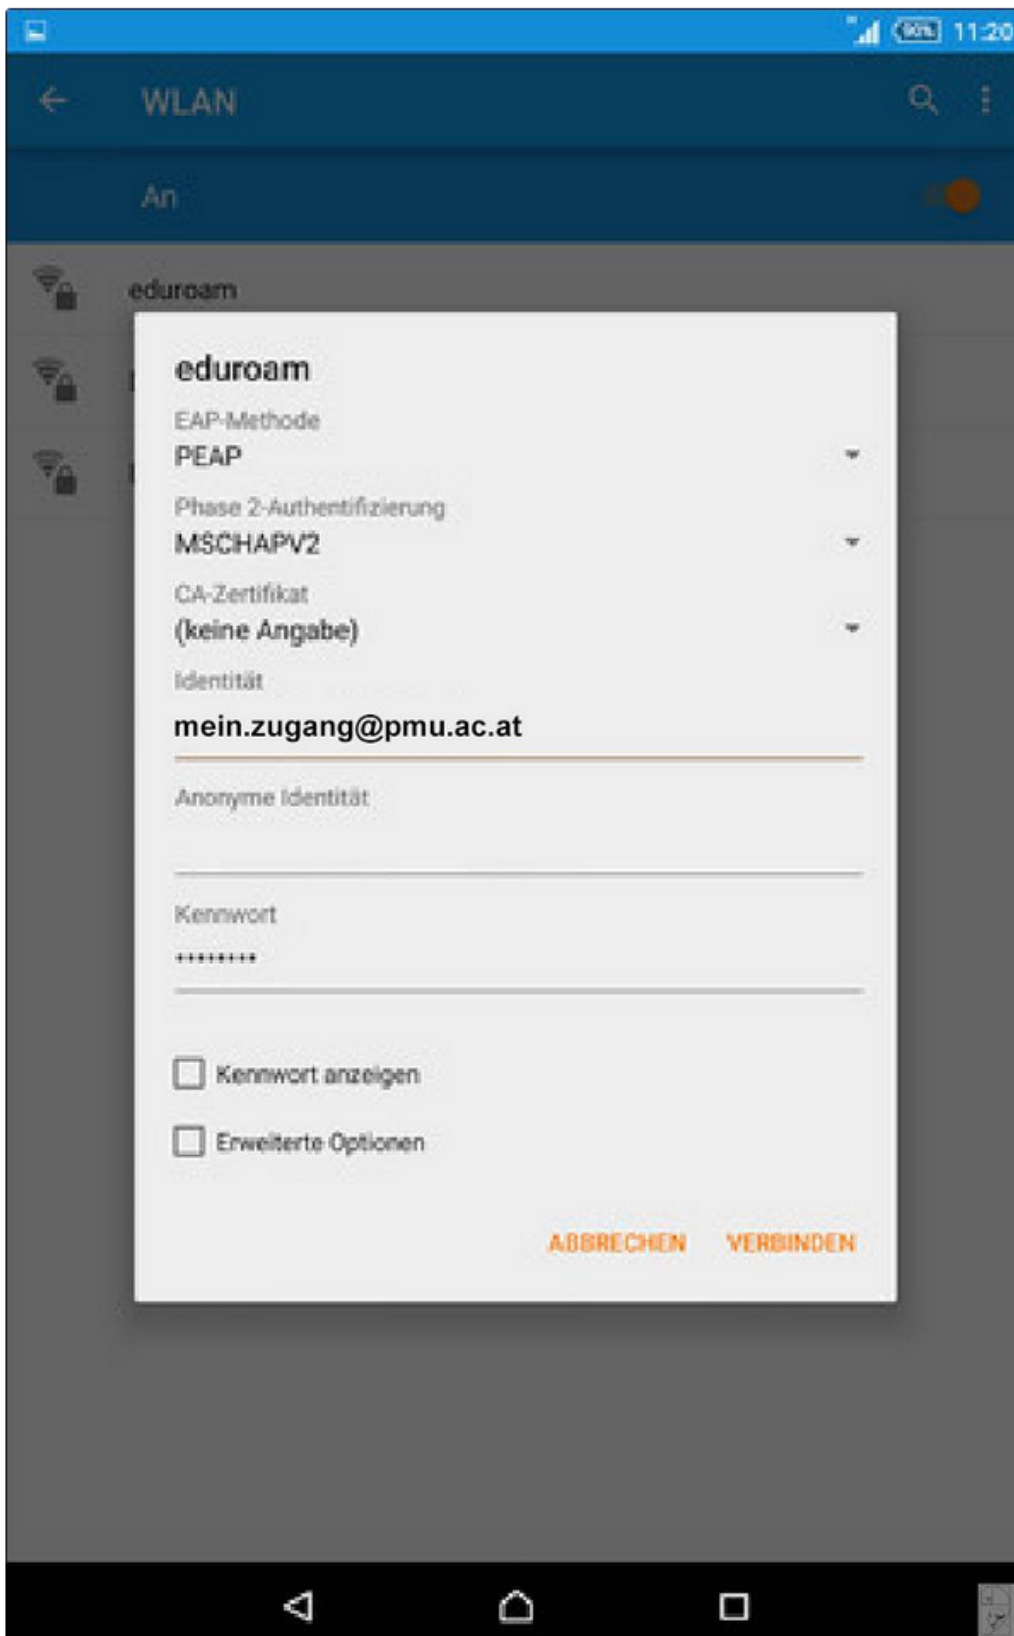 90% 11:20
WLAN
An
eduroam
eduroam
EAP-Methode
PEAP
Phase 2-Authentifizierung
MSCHAPV2
CA-Zertifikat
(keine Angabe)
Identität
mein.zugang@pmu.ac.at
Anonyme Identität
Kennwort
••••••••
Kennwort anzeigen
Erweiterte Optionen
ABBRECHEN VERBINDEN